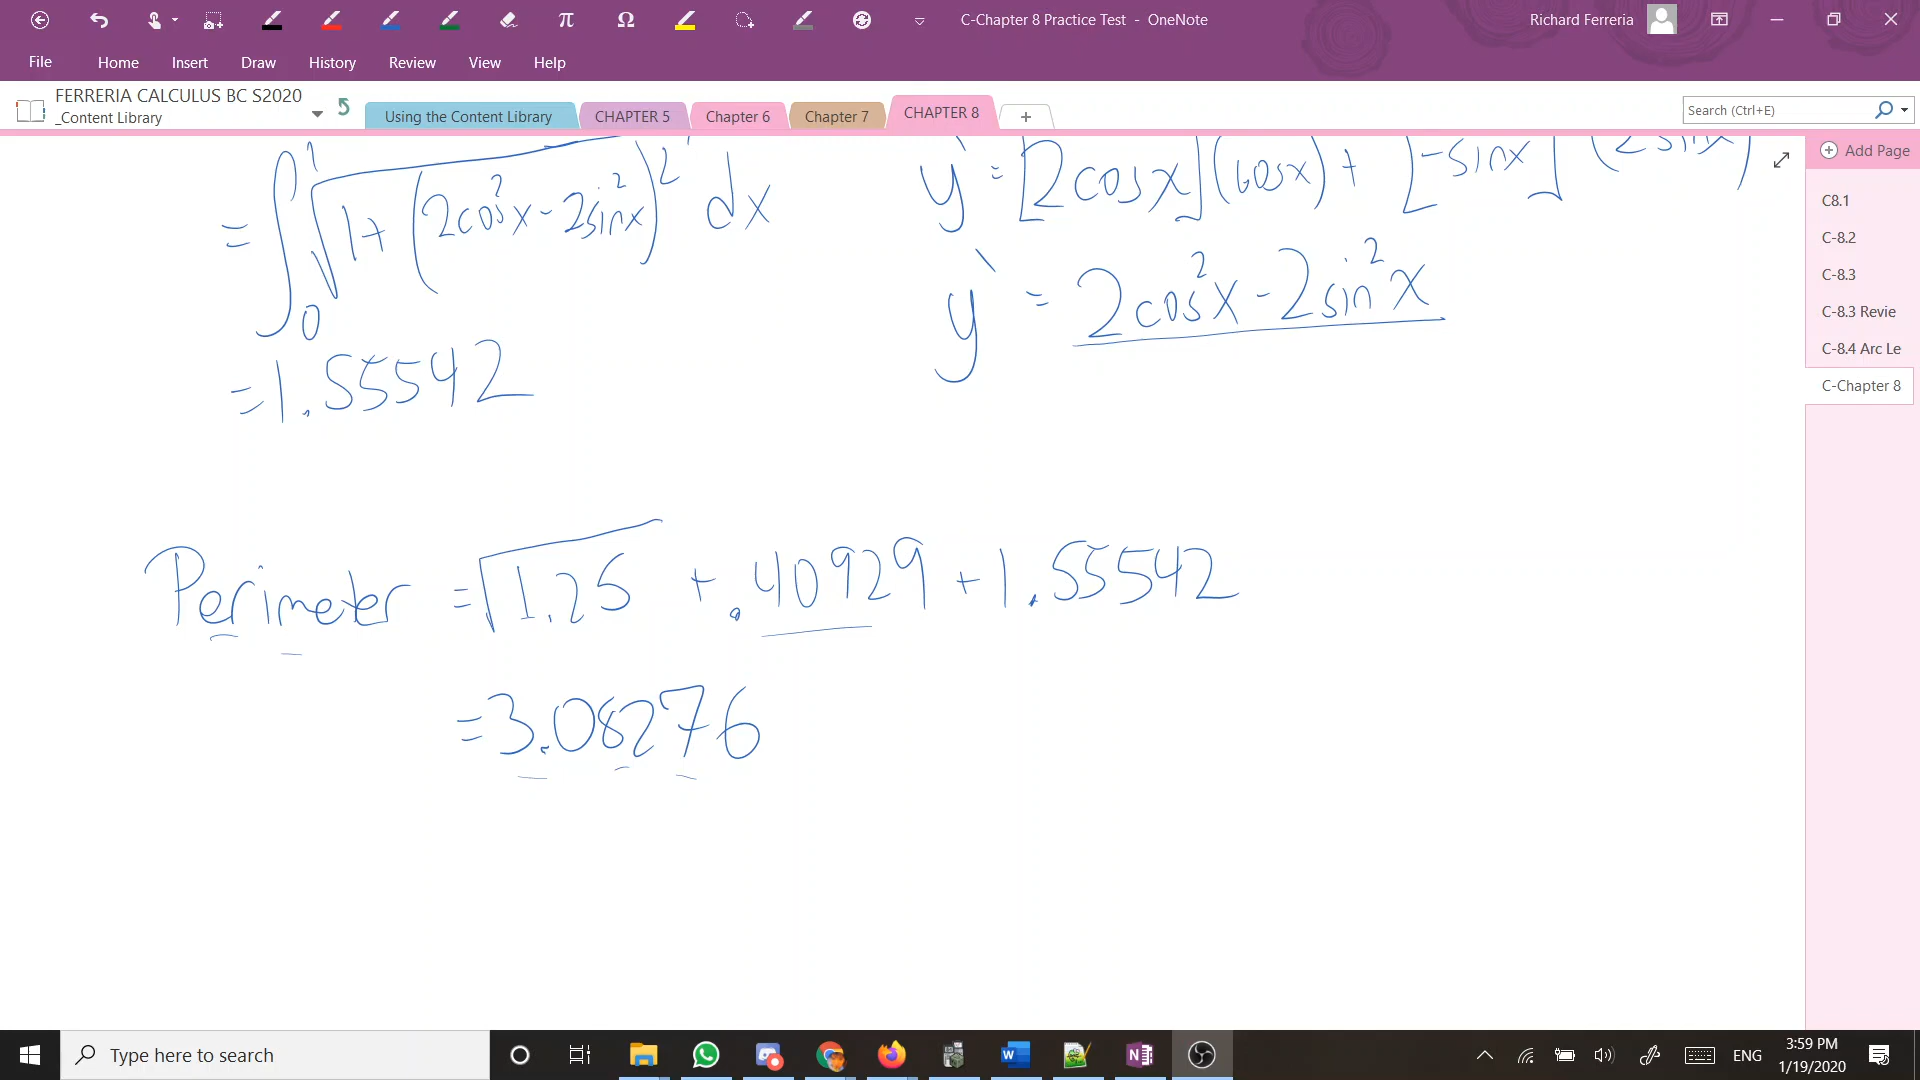 C-Chapter 8 Practice Test - OneNote
Richard Ferreria
File Home Insert Draw History Review View Help
FERRERIA CALCULUS BC S2020
_Content Library
Using the Content Library CHAPTER 5 Chapter 6 Chapter 7 CHAPTER 8 +
Search (Ctrl+E)
Add Page
C8.1
C-8.2
C-8.3
C-8.3 Revie
C-8.4 Arc Le
C-Chapter 8
= ∫₀¹ √1+(2cos²x-2sin²x)² dx
= 1.55542
y' = [2cosx](cosx) + [-sinx](2sinx)
y' = 2cos²x-2sin²x
Perimeter = √1.25 + .40929 + 1.55542
= 3.08276
Type here to search
ENG
3:59 PM
1/19/2020